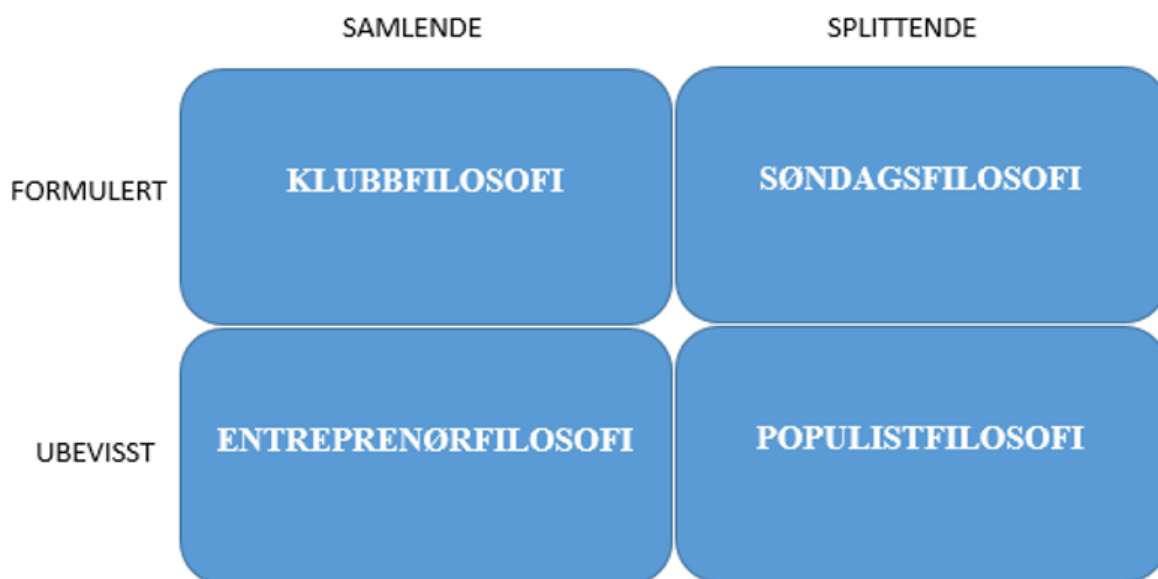 SAMLENDE
SPLITTENDE
FORMULERT
KLUBBFILOSOFI
SØNDAGSFILOSOFI
UBEVISST
ENTREPRENØRFILOSOFI
POPULISTFILOSOFI